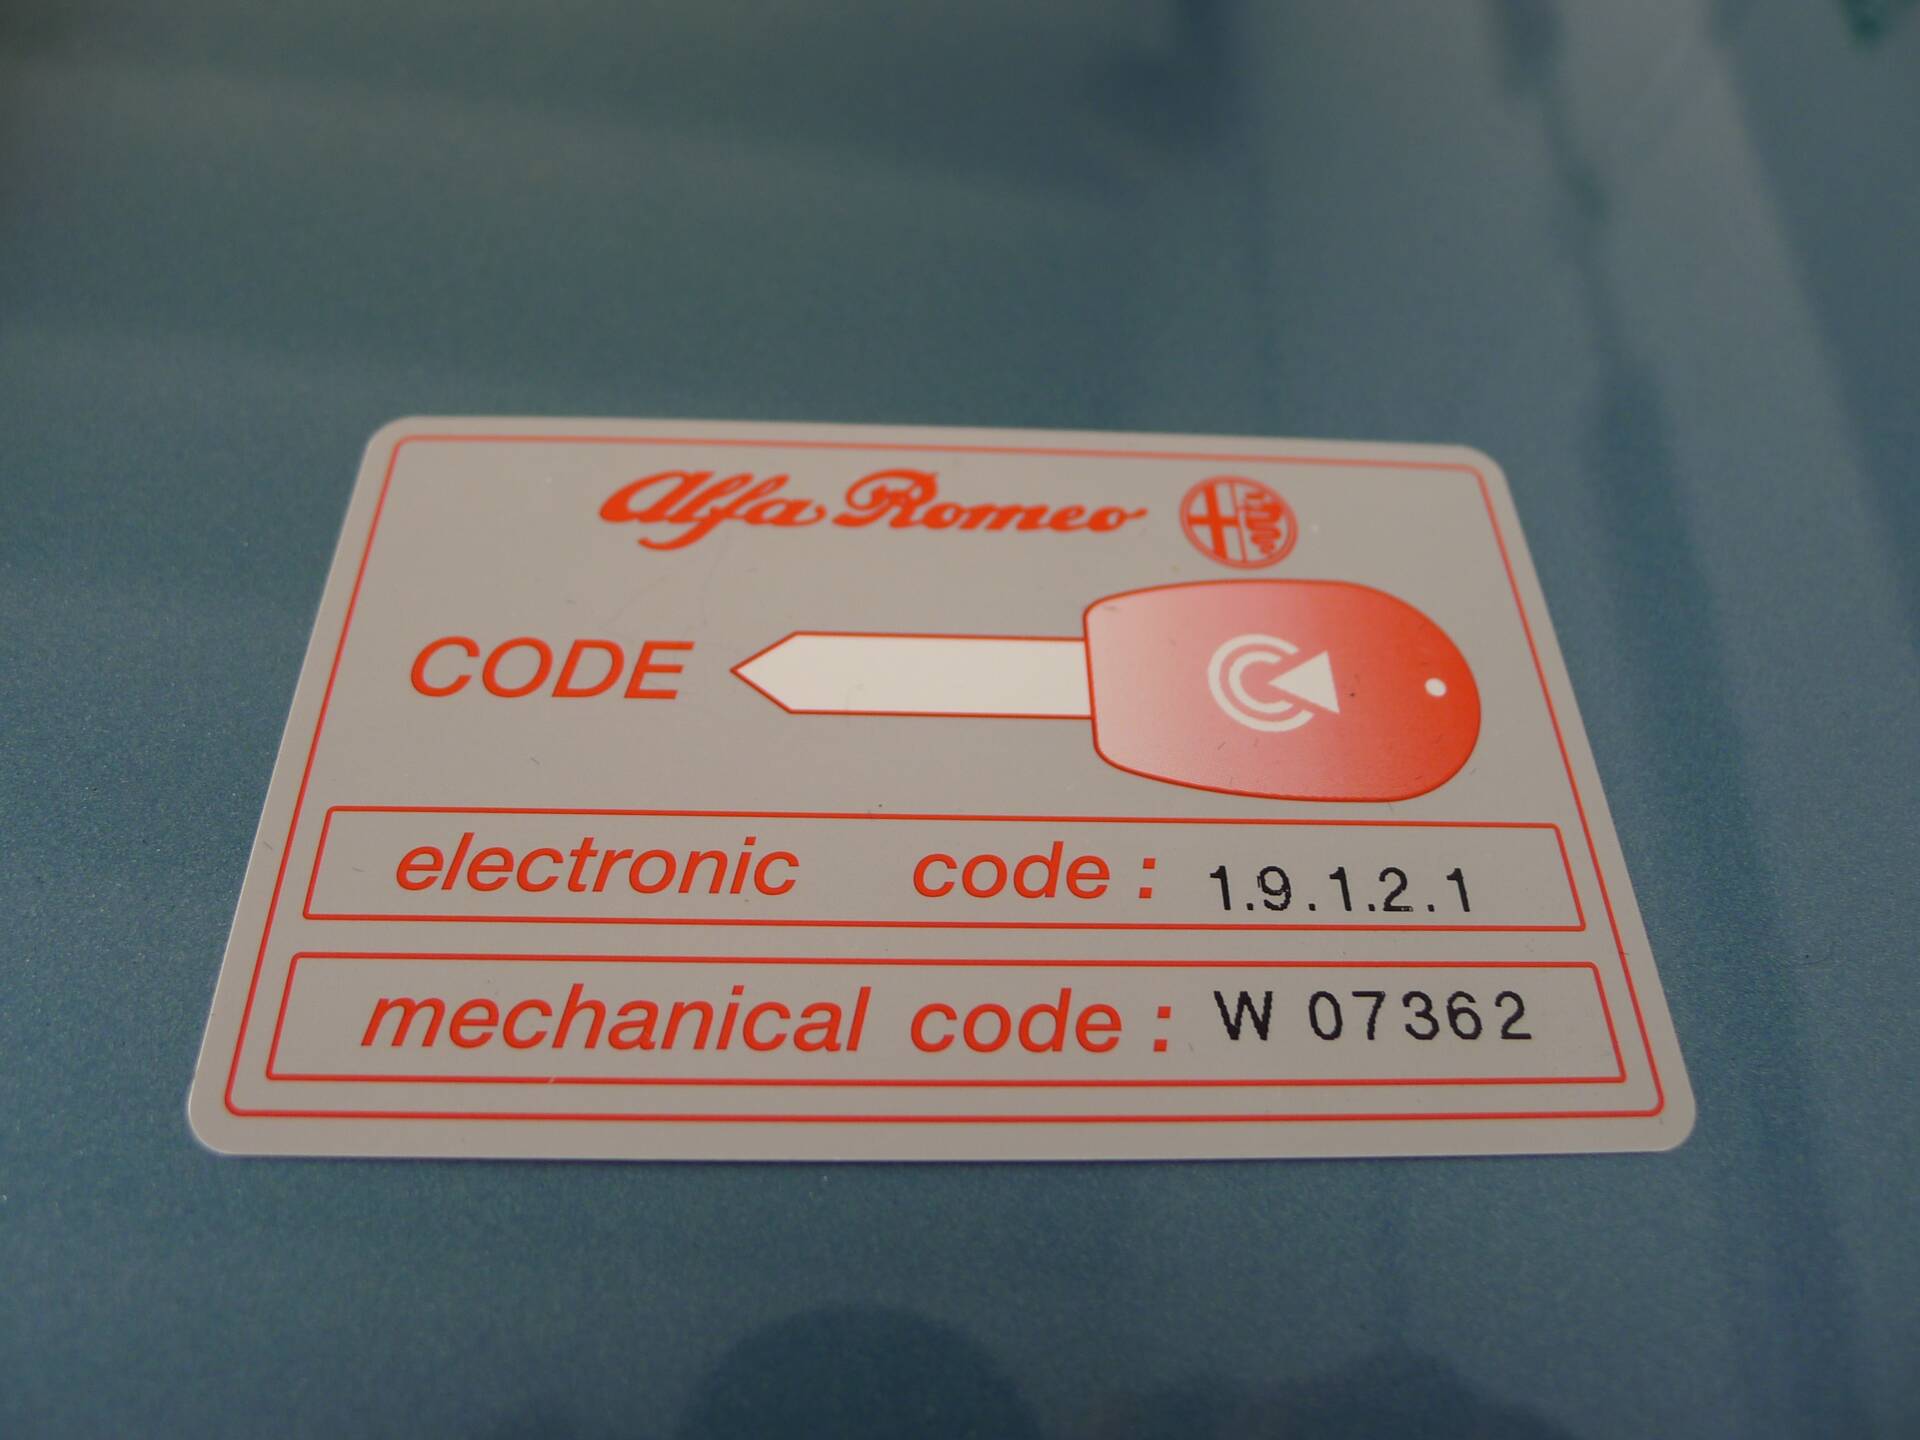 Alfa Romeo
CODE
electronic code: 1.9.1.2.1
mechanical code: W 07362